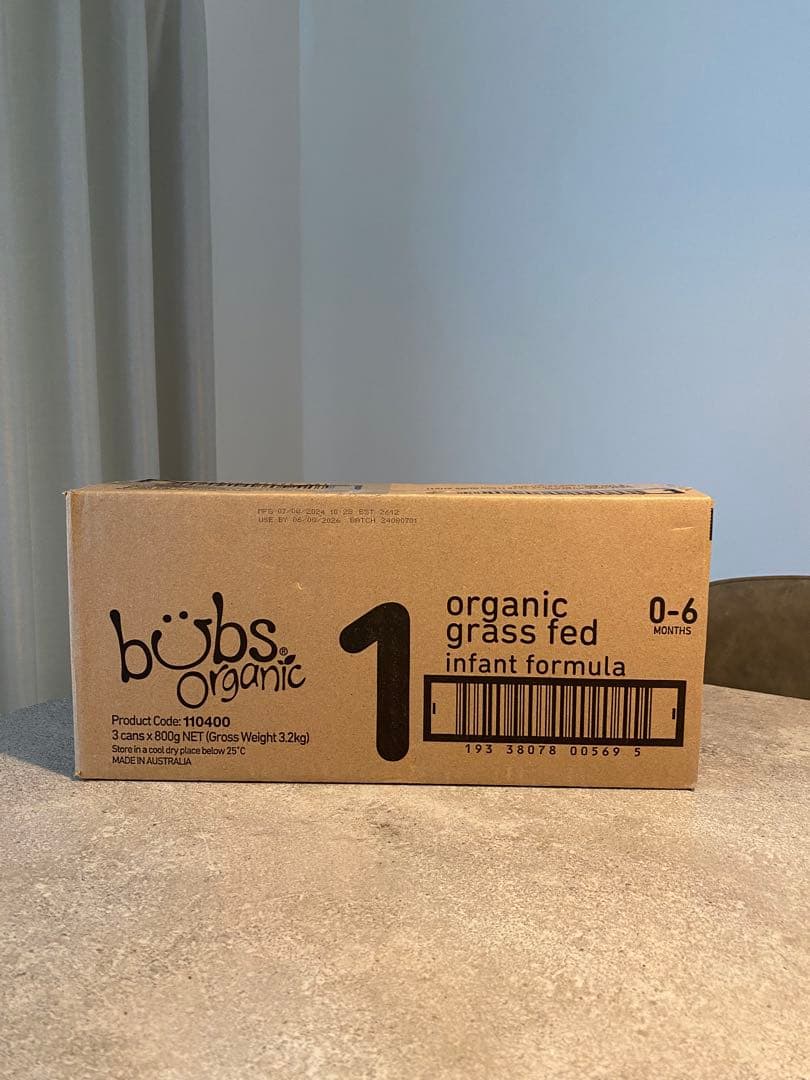 MFG 07/08/2024 10 28 EST 2612
USE BY 06/08/2026 BATCH 24080701
bubs®
organic
1
organic
grass fed
infant formula
0-6
MONTHS
Product Code: 110400
3 cans x 800g NET (Gross Weight 3.2kg)
Store in a cool dry place below 25°C
MADE IN AUSTRALIA
193 38078 00569 5